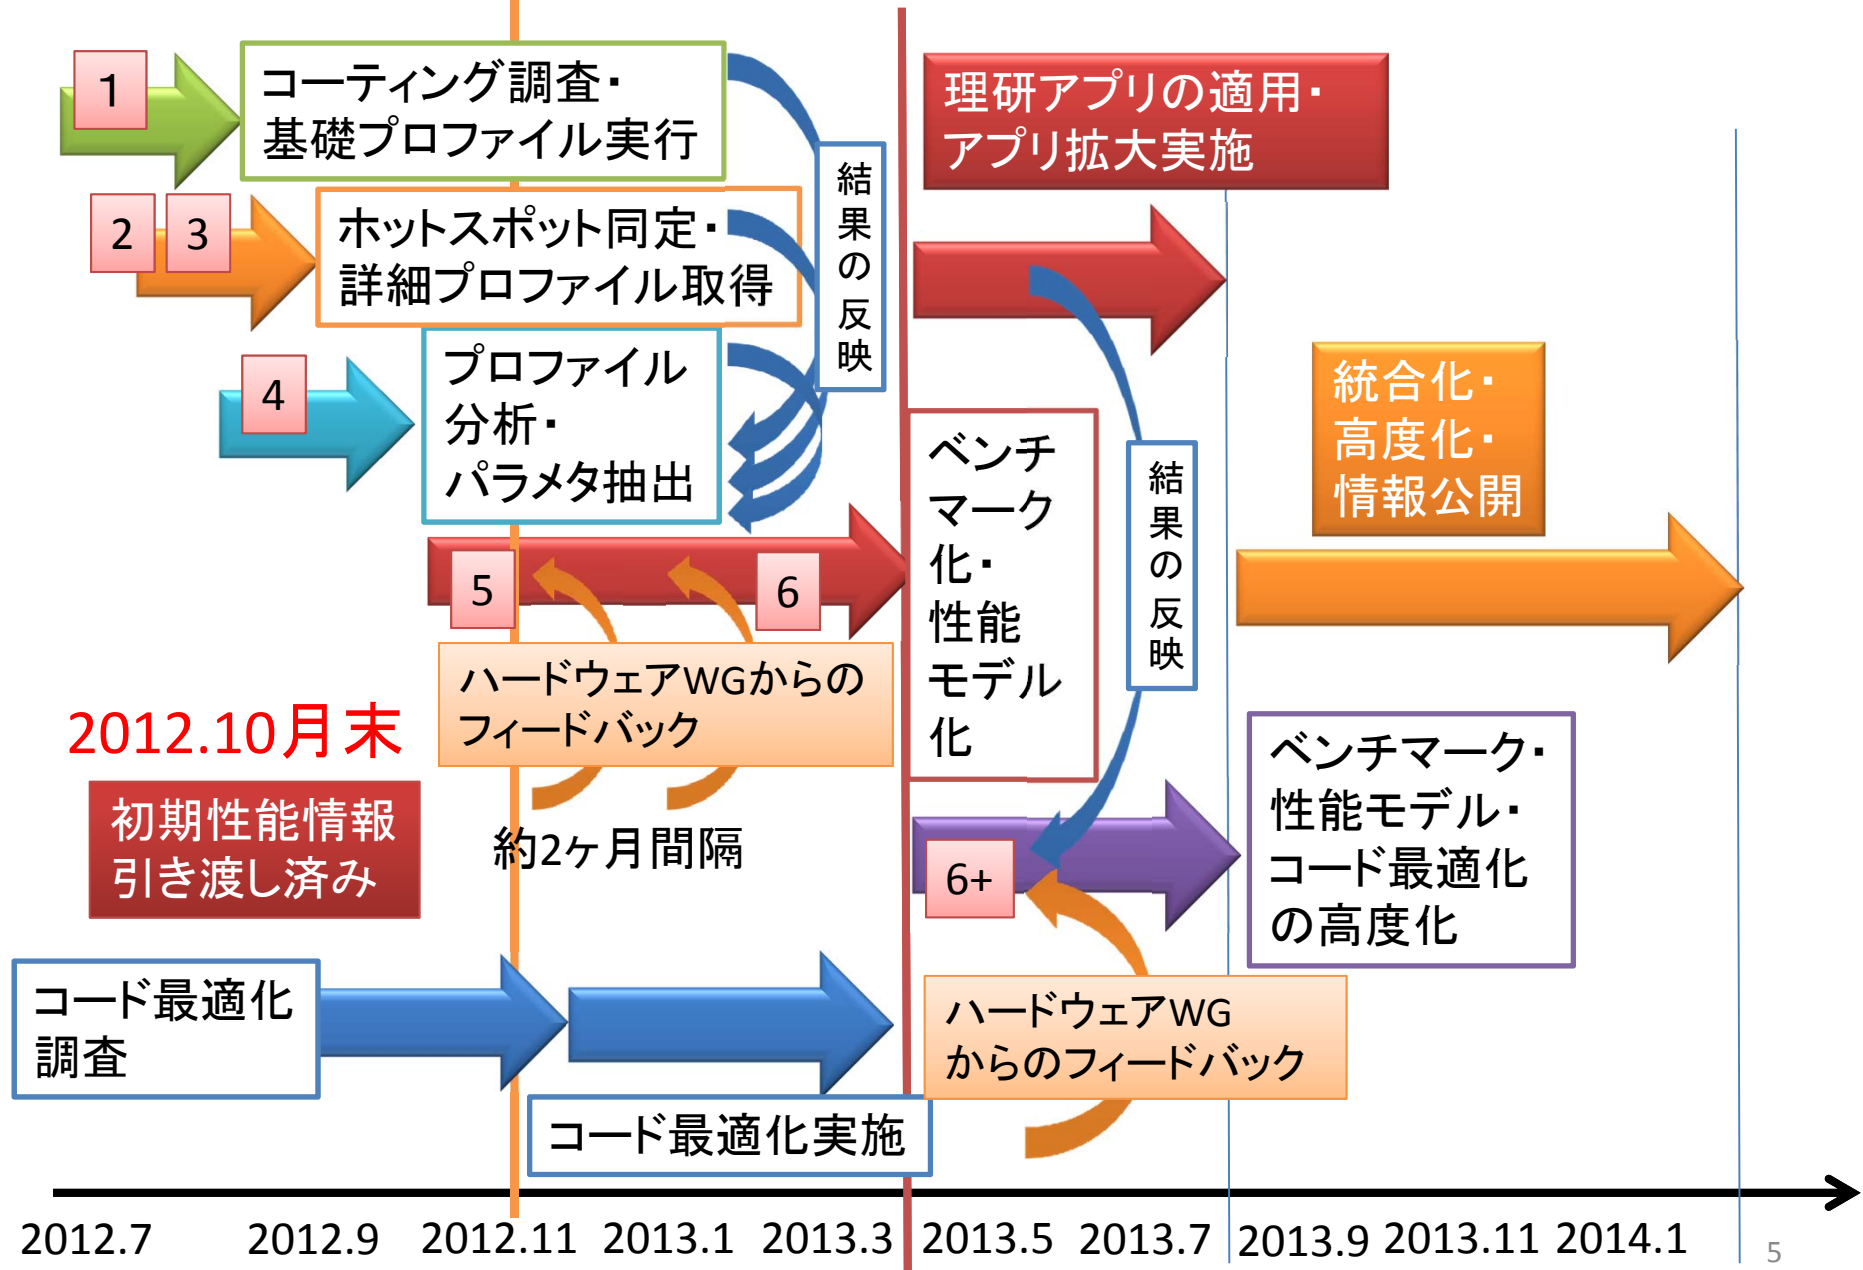 1
コーティング調査・
基礎プロファイル実行
2
3
ホットスポット同定・
詳細プロファイル取得
4
プロファイル
分析・
パラメタ抽出
結果の反映
理研アプリの適用・
アプリ拡大実施
5
6
ハードウェアWGからの
フィードバック
約2ヶ月間隔
ベンチ
マーク
化・
性能
モデル
化
結果の反映
統合化・
高度化・
情報公開
2012.10月末
初期性能情報
引き渡し済み
6+
ベンチマーク・
性能モデル・
コード最適化
の高度化
コード最適化
調査
コード最適化実施
ハードウェアWG
からのフィードバック
2012.7 2012.9 2012.11 2013.1 2013.3 2013.5 2013.7 2013.9 2013.11 2014.1
5